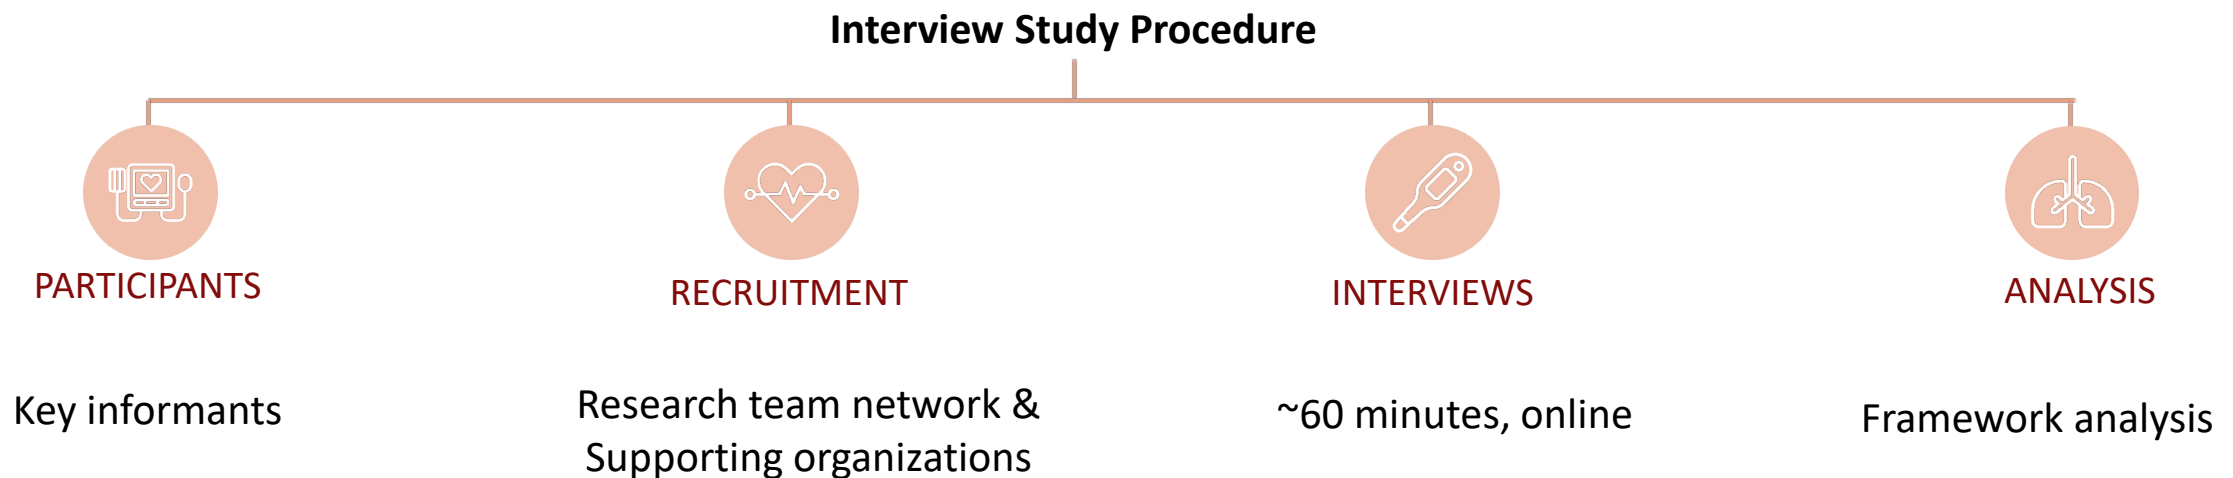 Interview Study Procedure
PARTICIPANTS
Key informants
RECRUITMENT
Research team network &
Supporting organizations
INTERVIEWS
~60 minutes, online
ANALYSIS
Framework analysis